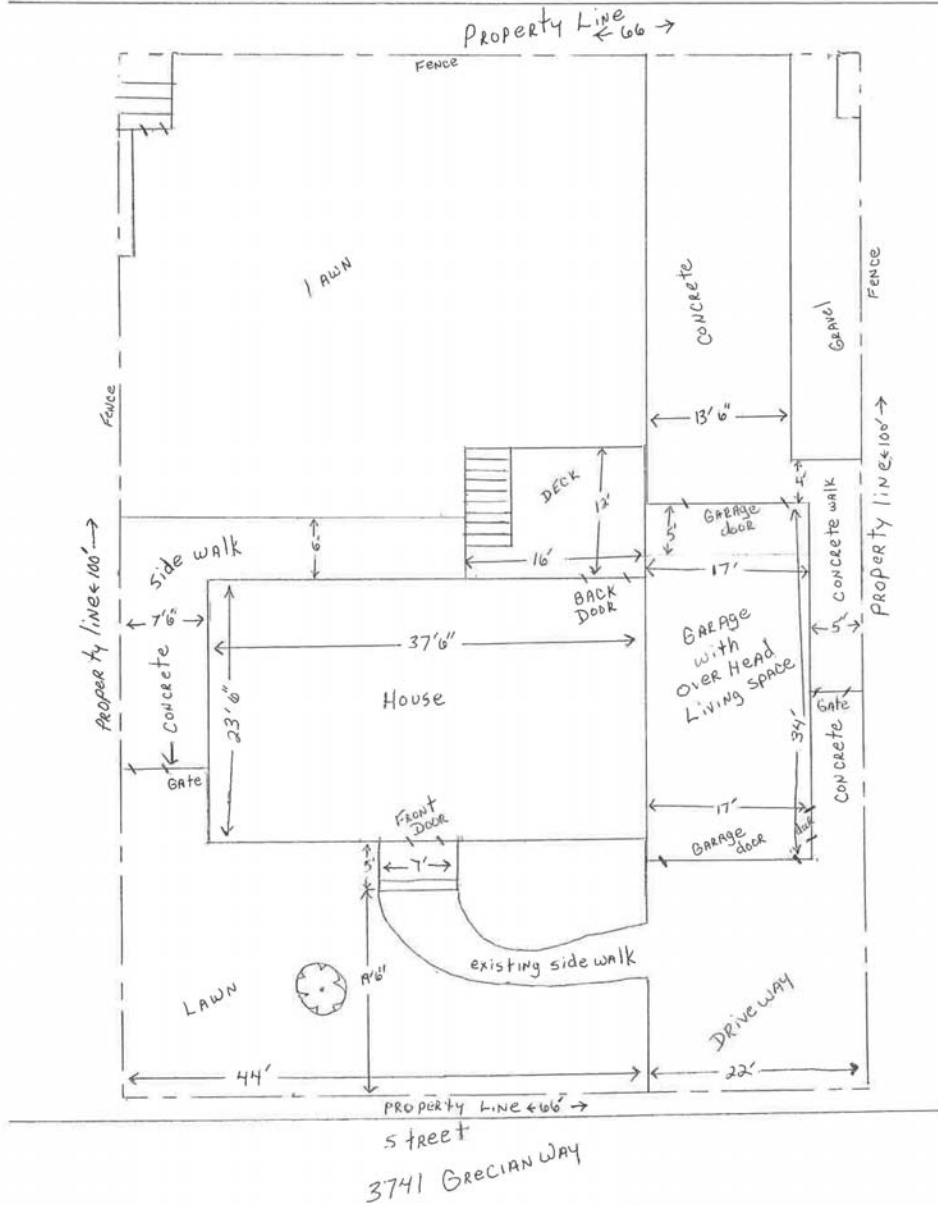 PROPERTY LINE
← 66 →
FENCE
LAWN
CONCRETE
GRAVEL
FENCE
FENCE
13'6"
PROPERTY line ←100'→
DECK
12'
4'
GARAGE
door
5'
CONCRETE WALK
side walk
6'
16'
17'
BACK
DOOR
PROPERTY line ←100'→
7'6"
37'6"
5'
GARAGE
with
Over Head
Living Space
CONCRETE
House
23'6"
34'
GATE
GATE
CONCRETE
17'
FRONT
DOOR
door
GARAGE
door
5'
7'
existing side walk
LAWN
DRIVEWAY
44'
22'
PROPERTY LINE ←66'→
Street
3741 GRECIAN WAY